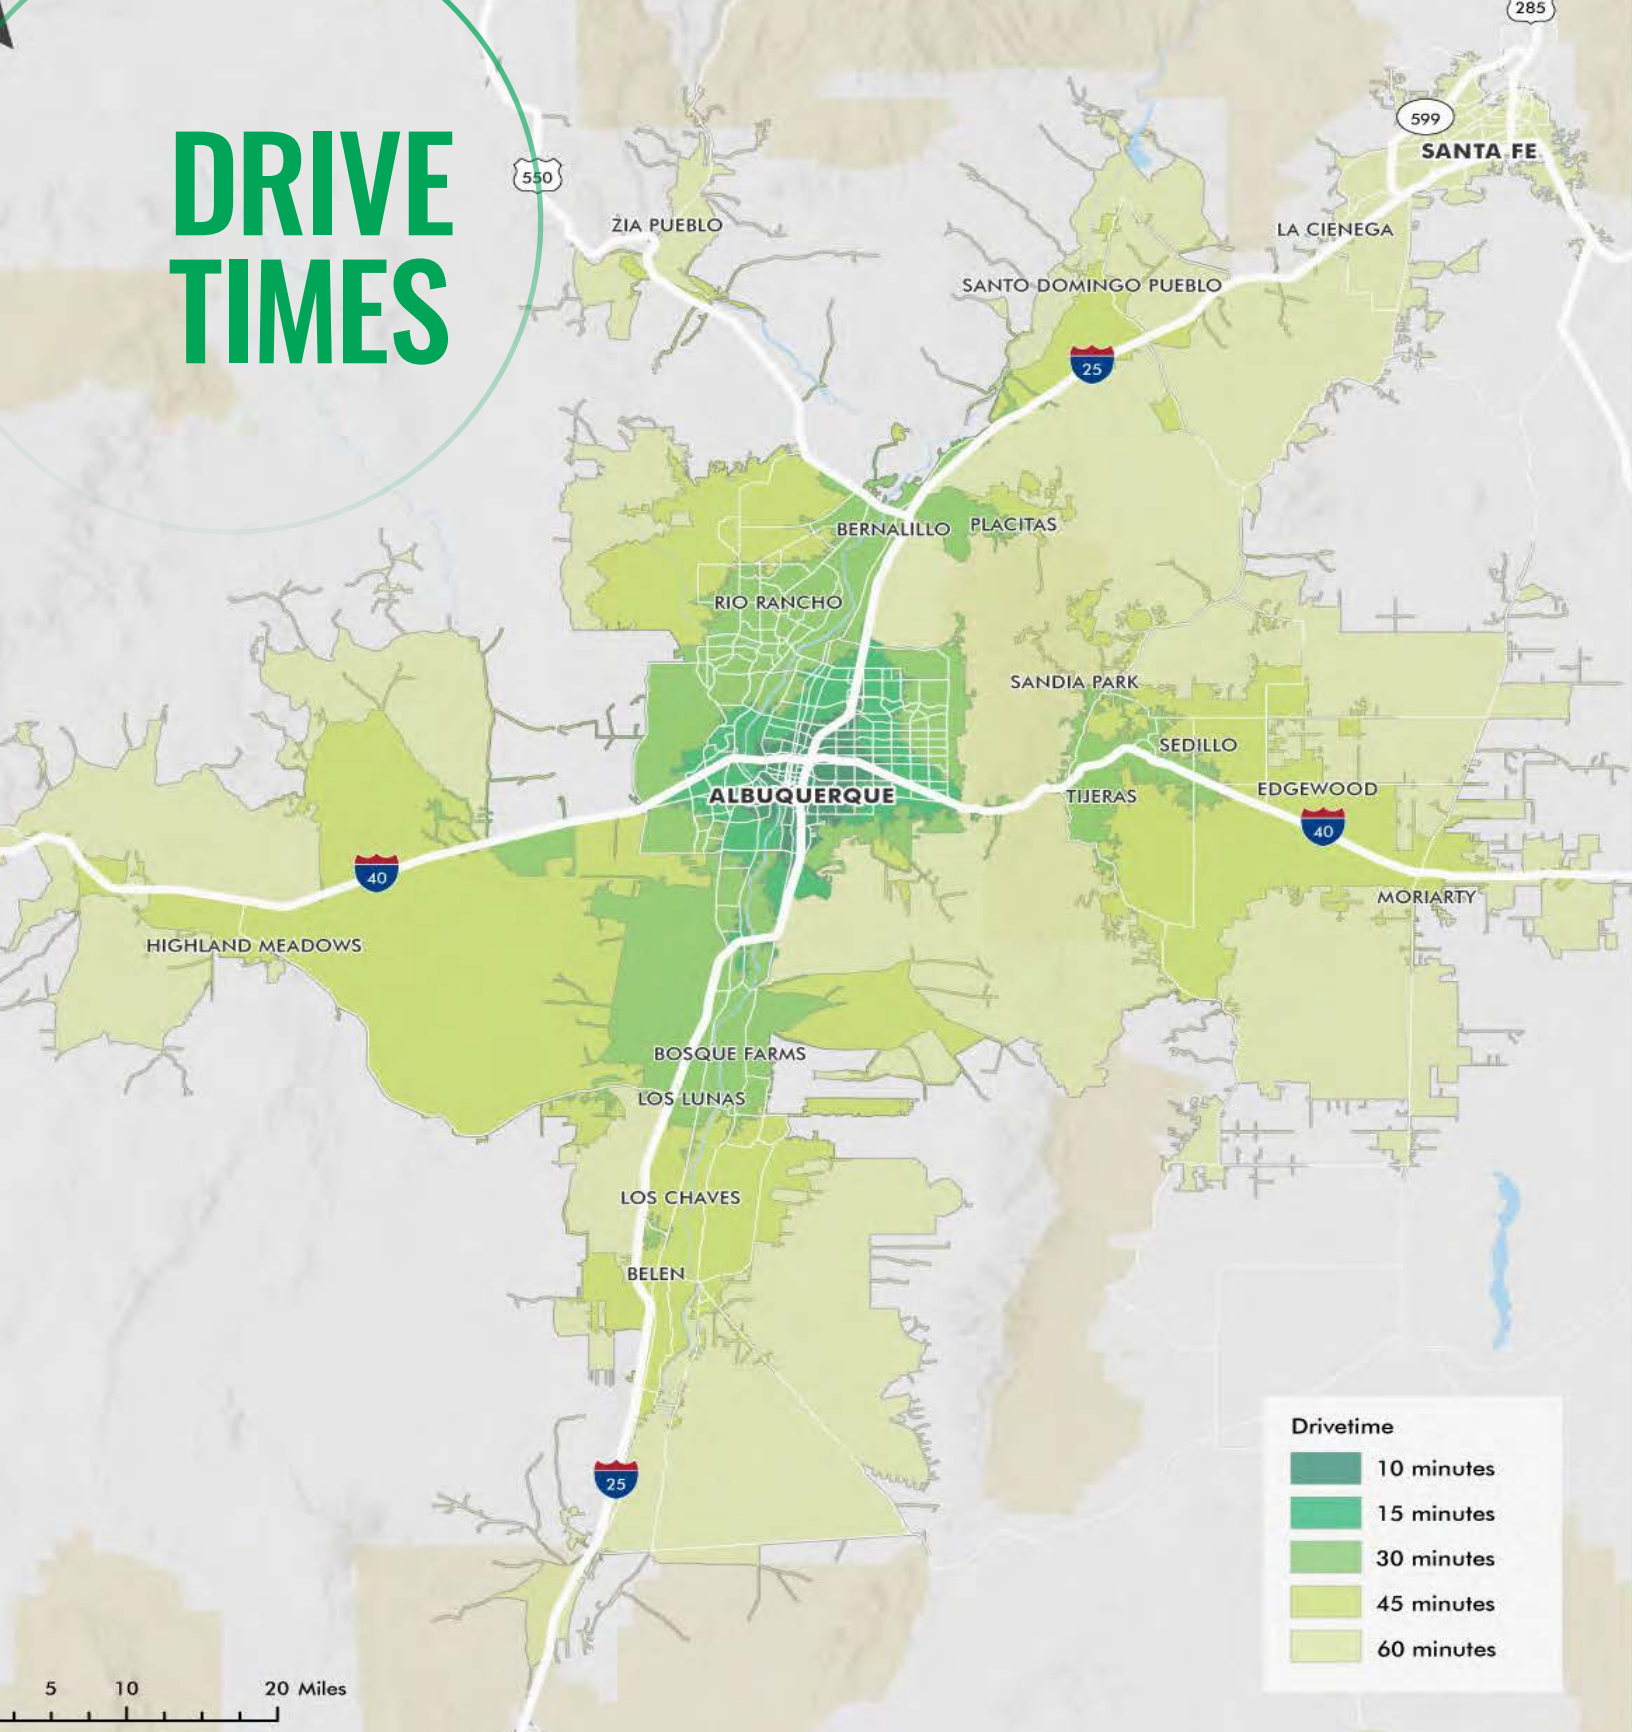 DRIVE
TIMES
285
599
SANTA FE
550
ZIA PUEBLO
LA CIENEGA
SANTO DOMINGO PUEBLO
25
BERNALILLO
PLACITAS
RIO RANCHO
SANDIA PARK
SEDILLO
ALBUQUERQUE
TIJERAS
EDGEWOOD
40
40
MORIARTY
HIGHLAND MEADOWS
BOSQUE FARMS
LOS LUNAS
LOS CHAVES
BELEN
25
Drivetime
10 minutes
15 minutes
30 minutes
45 minutes
60 minutes
5 10 20 Miles